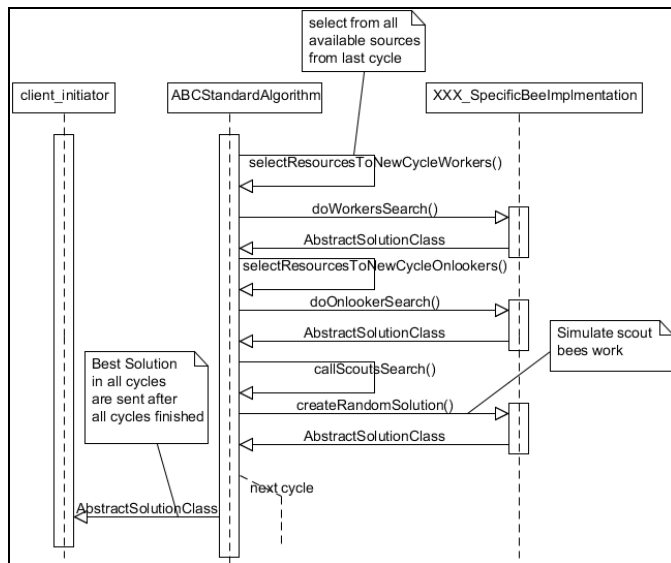 select from all
available sources
from last cycle
client_initiator
ABCStandardAlgorithm
XXX_SpecificBeeImplmentation
selectResourcesToNewCycleWorkers()
doWorkersSearch()
AbstractSolutionClass
selectResourcesToNewCycleOnlookers()
doOnlookerSearch()
AbstractSolutionClass
Simulate scout
bees work
Best Solution
in all cycles
are sent after
all cycles finished
callScoutsSearch()
createRandomSolution()
AbstractSolutionClass
next cycle
AbstractSolutionClass